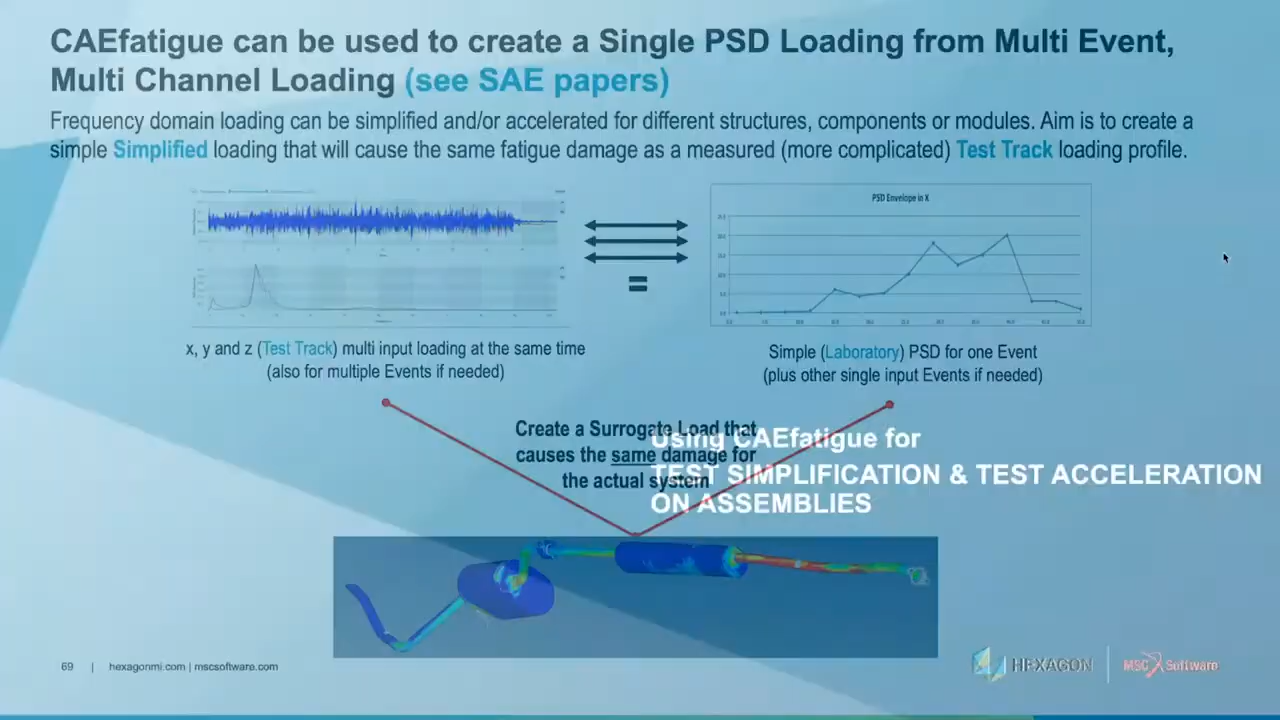 CAEfatigue can be used to create a Single PSD Loading from Multi Event,
Multi Channel Loading (see SAE papers)
Frequency domain loading can be simplified and/or accelerated for different structures, components or modules. Aim is to create a
simple Simplified loading that will cause the same fatigue damage as a measured (more complicated) Test Track loading profile.
PSD Envelope in X
=
x, y and z (Test Track) multi input loading at the same time
(also for multiple Events if needed)
Simple (Laboratory) PSD for one Event
(plus other single input Events if needed)
Create a Surrogate Load that
causes the same damage for
the actual system
Using CAEfatigue for
TEST SIMPLIFICATION & TEST ACCELERATION
ON ASSEMBLIES
69 | hexagonmi.com | mscsoftware.com
HEXAGON | MSC Software